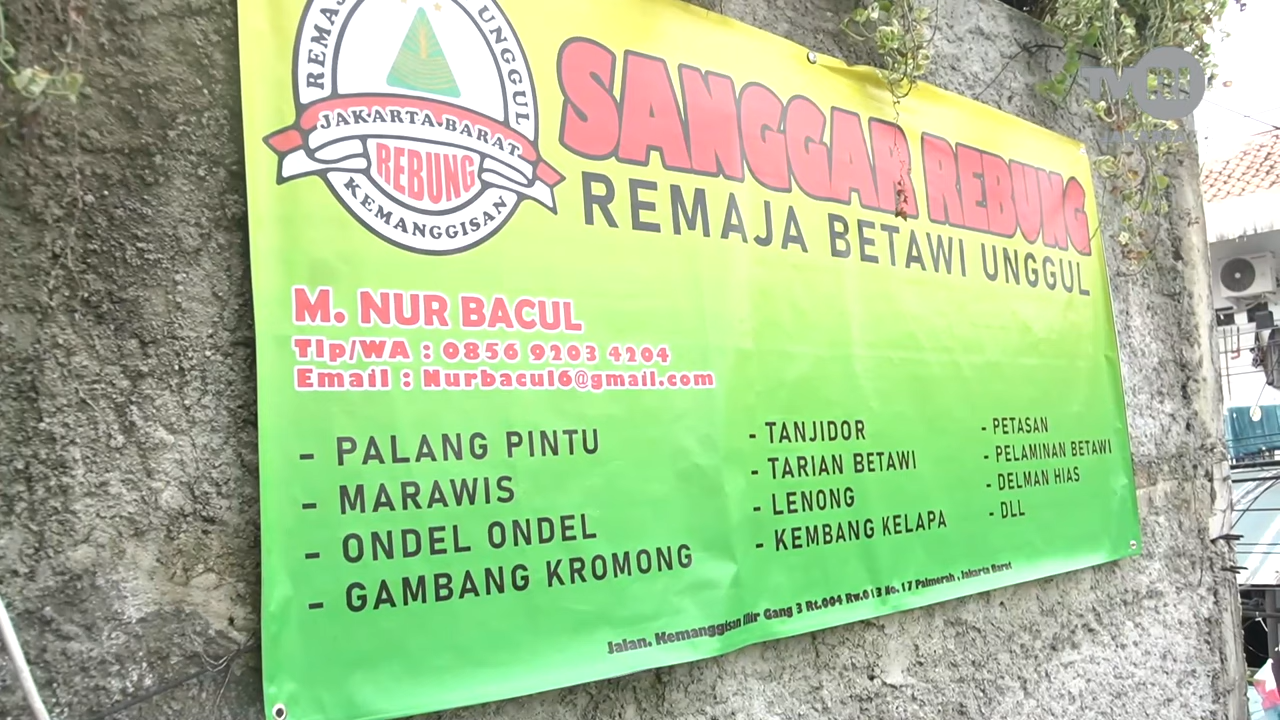 REMAJA UNGGUL
JAKARTA BARAT
REBUNG
KEMANGGISAN
SANGGAR REBUNG
REMAJA BETAWI UNGGUL
M. NUR BACUL
Tlp/WA : 0856 9203 4204
Email : Nurbacul6@gmail.com
- PALANG PINTU
- MARAWIS
- ONDEL ONDEL
- GAMBANG KROMONG
- TANJIDOR
- TARIAN BETAWI
- LENONG
- KEMBANG KELAPA
- PETASAN
- PELAMINAN BETAWI
- DELMAN HIAS
- DLL
Jalan. Kemanggisan Ilir Gang 3 Rt.004 Rw.013 No. 17 Palmerah , Jakarta Barat
TV